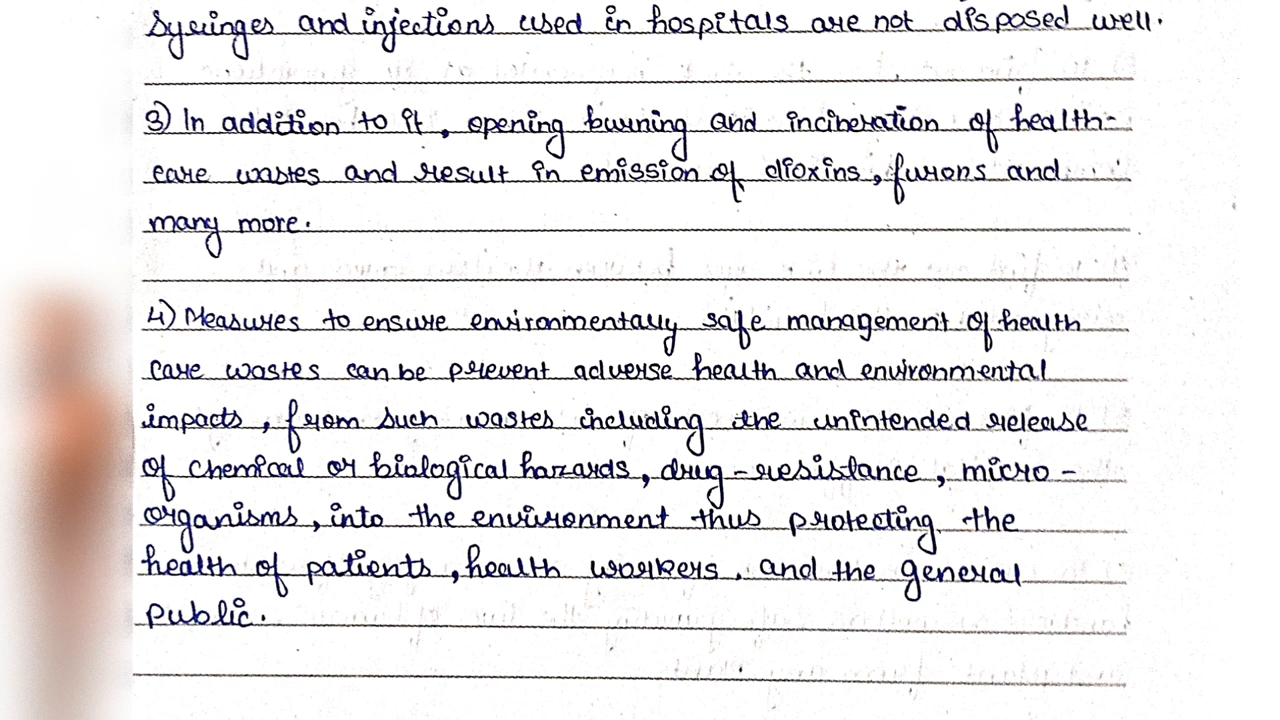 Syringes and injections used in hospitals are not disposed well.
3) In addition to it, opening burning and incineration of health-
care wastes and result in emission of dioxins, furons and
many more.
4) Measures to ensure environmentally safe management of health
care wastes can be prevent adverse health and environmental
impacts, from such wastes including the unintended release
of chemical or biological hazards, drug-resistance, micro-
organisms, into the environment thus protecting the
health of patients, health workers, and the general
public.